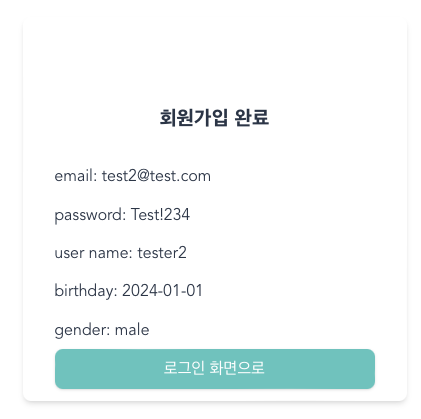 회원가입 완료
email: test2@test.com
password: Test!234
user name: tester2
birthday: 2024-01-01
gender: male
로그인 화면으로